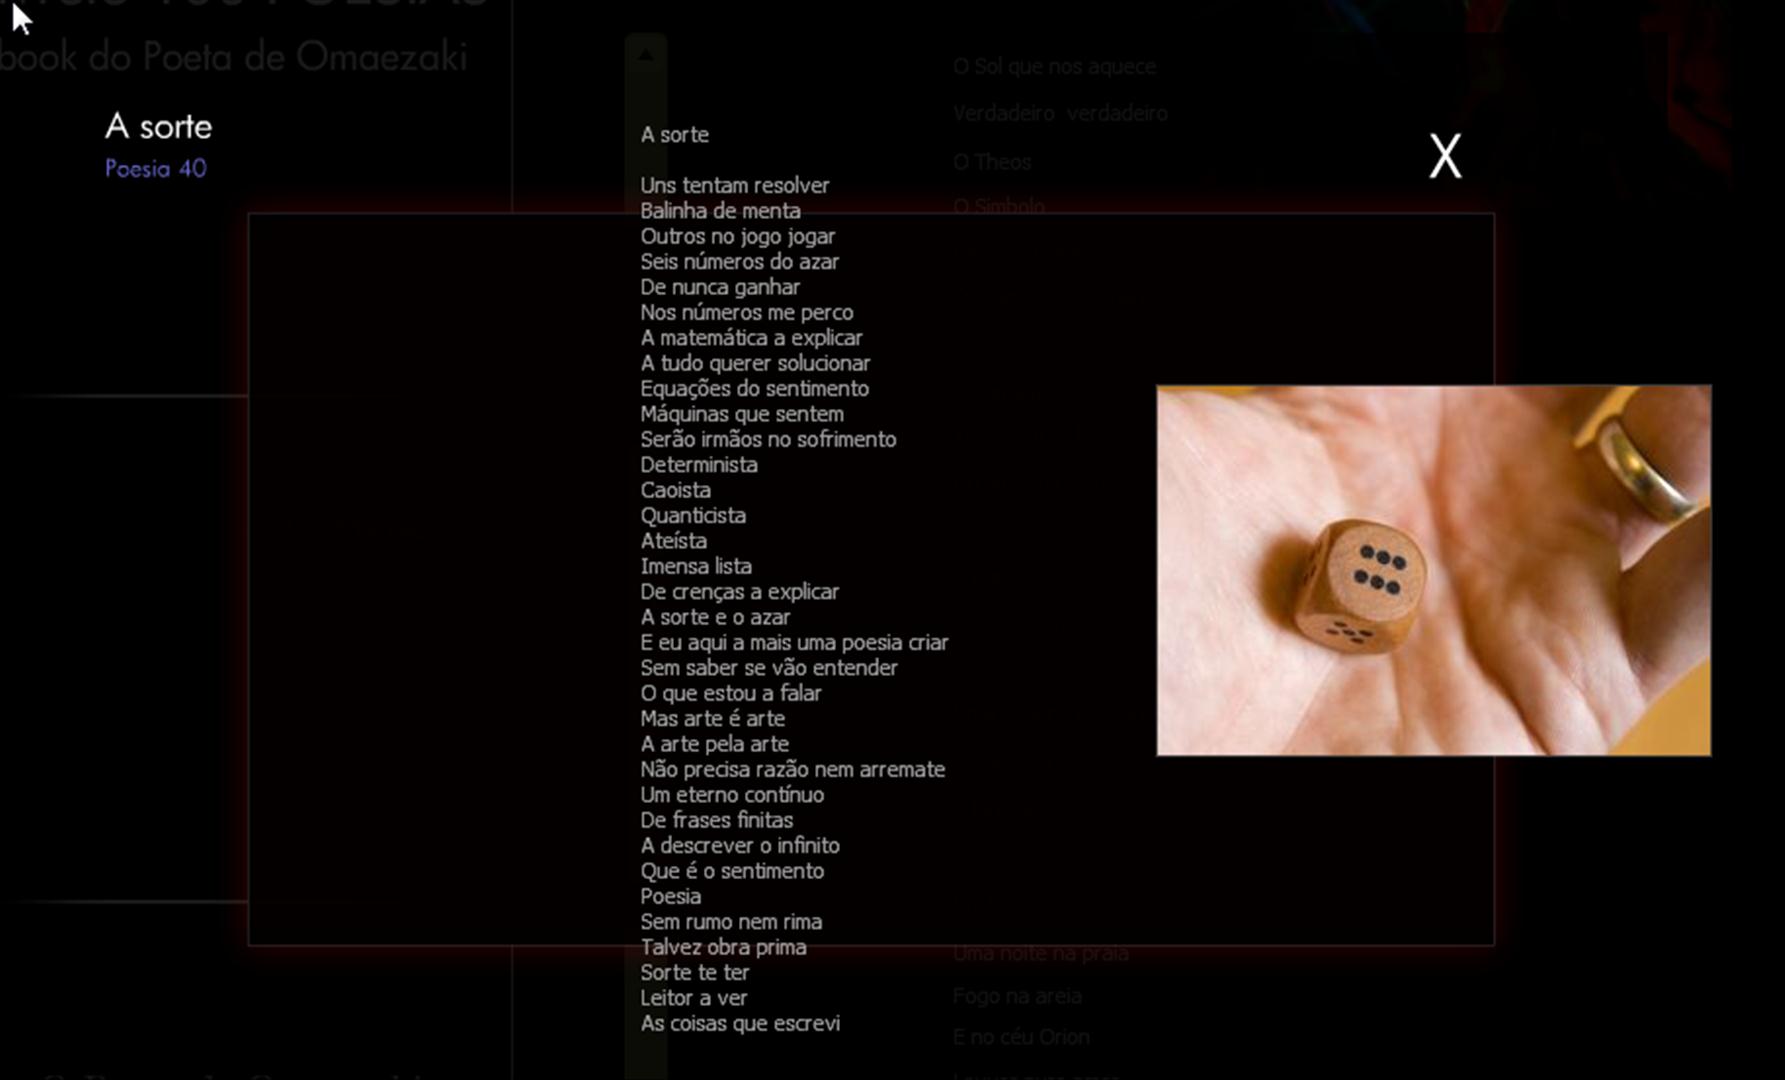 book do Poeta de Omaezaki
A sorte
Poesia 40
X
A sorte
Uns tentam resolver
Balinha de menta
Outros no jogo jogar
Seis números do azar
De nunca ganhar
Nos números me perco
A matemática a explicar
A tudo querer solucionar
Equações do sentimento
Máquinas que sentem
Serão irmãos no sofrimento
Determinista
Caoista
Quanticista
Ateísta
Imensa lista
De crenças a explicar
A sorte e o azar
E eu aqui a mais uma poesia criar
Sem saber se vão entender
O que estou a falar
Mas arte é arte
A arte pela arte
Não precisa razão nem arremate
Um eterno contínuo
De frases finitas
A descrever o infinito
Que é o sentimento
Poesia
Sem rumo nem rima
Talvez obra prima
Sorte te ter
Leitor a ver
As coisas que escrevi
O Sol que nos aquece
Verdadeiro verdadeiro
O Theos
O Simbolo
Uma noite na praia
Fogo na areia
E no céu Orion